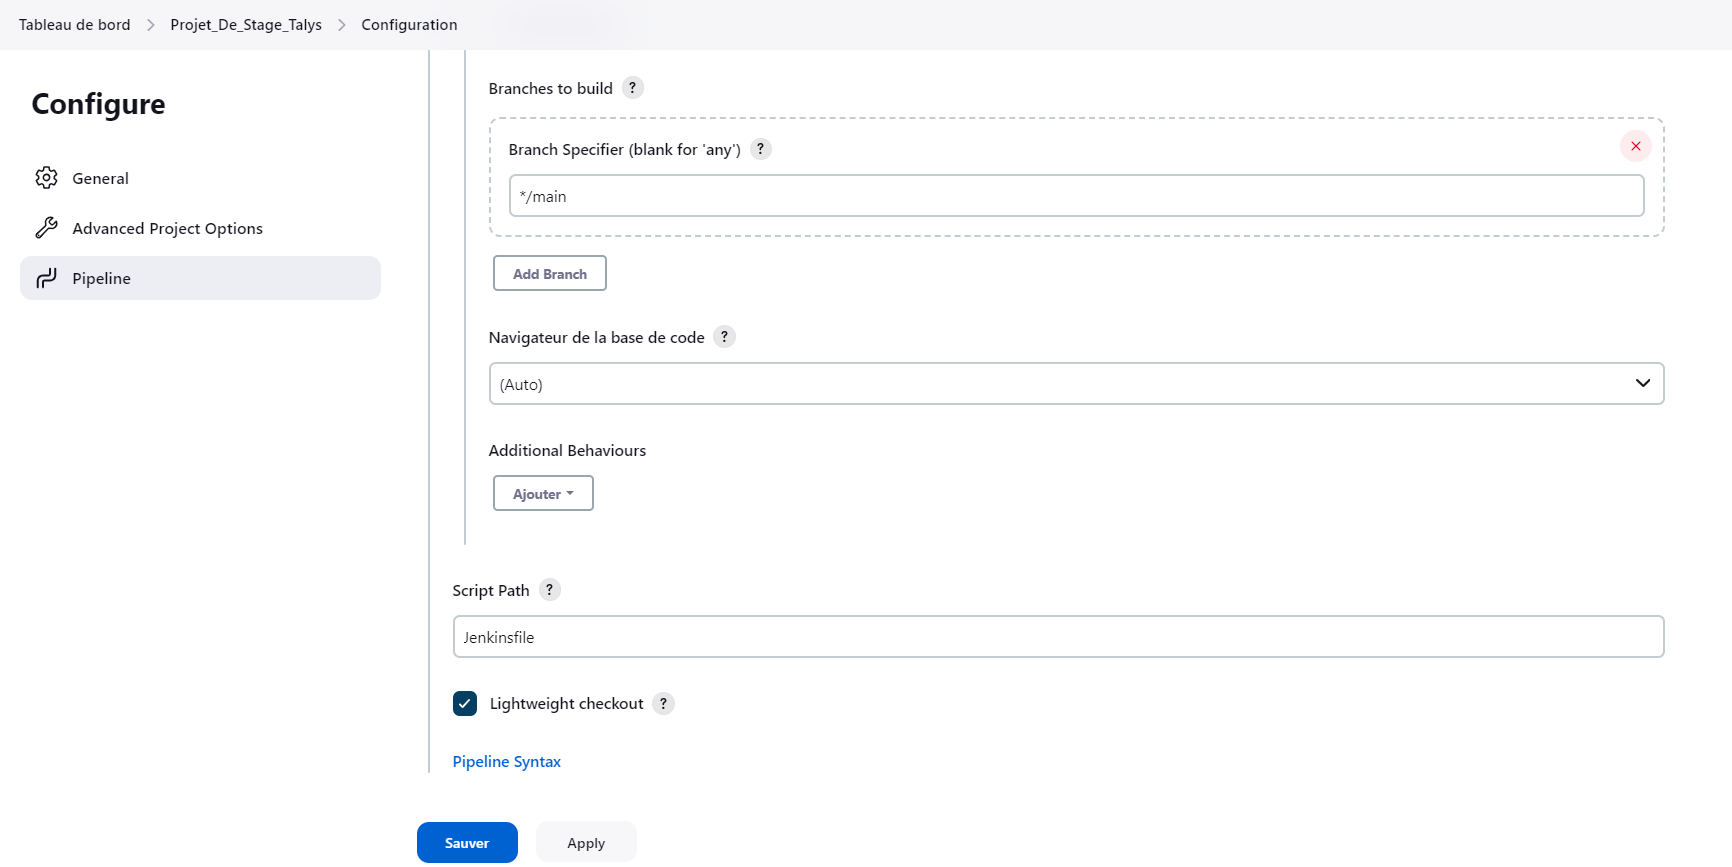 Tableau de bord > Projet_De_Stage_Talys > Configuration
Configure
General
Advanced Project Options
Pipeline
Branches to build ?
Branch Specifier (blank for 'any') ?
*/main
Add Branch
Navigateur de la base de code ?
(Auto)
Additional Behaviours
Ajouter
Script Path ?
Jenkinsfile
Lightweight checkout ?
Pipeline Syntax
Sauver
Apply